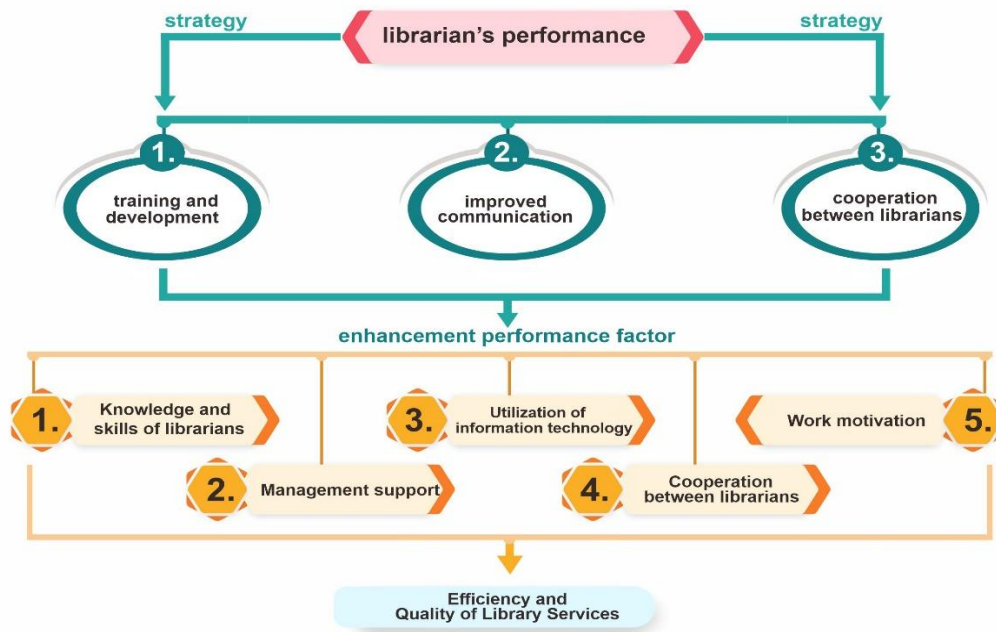 strategy
librarian's performance
strategy
1.
training and
development
2.
improved
communication
3.
cooperation
between librarians
enhancement performance factor
1.
Knowledge and
skills of librarians
2.
Management support
3.
Utilization of
information technology
4.
Cooperation
between librarians
Work motivation
5.
Efficiency and
Quality of Library Services